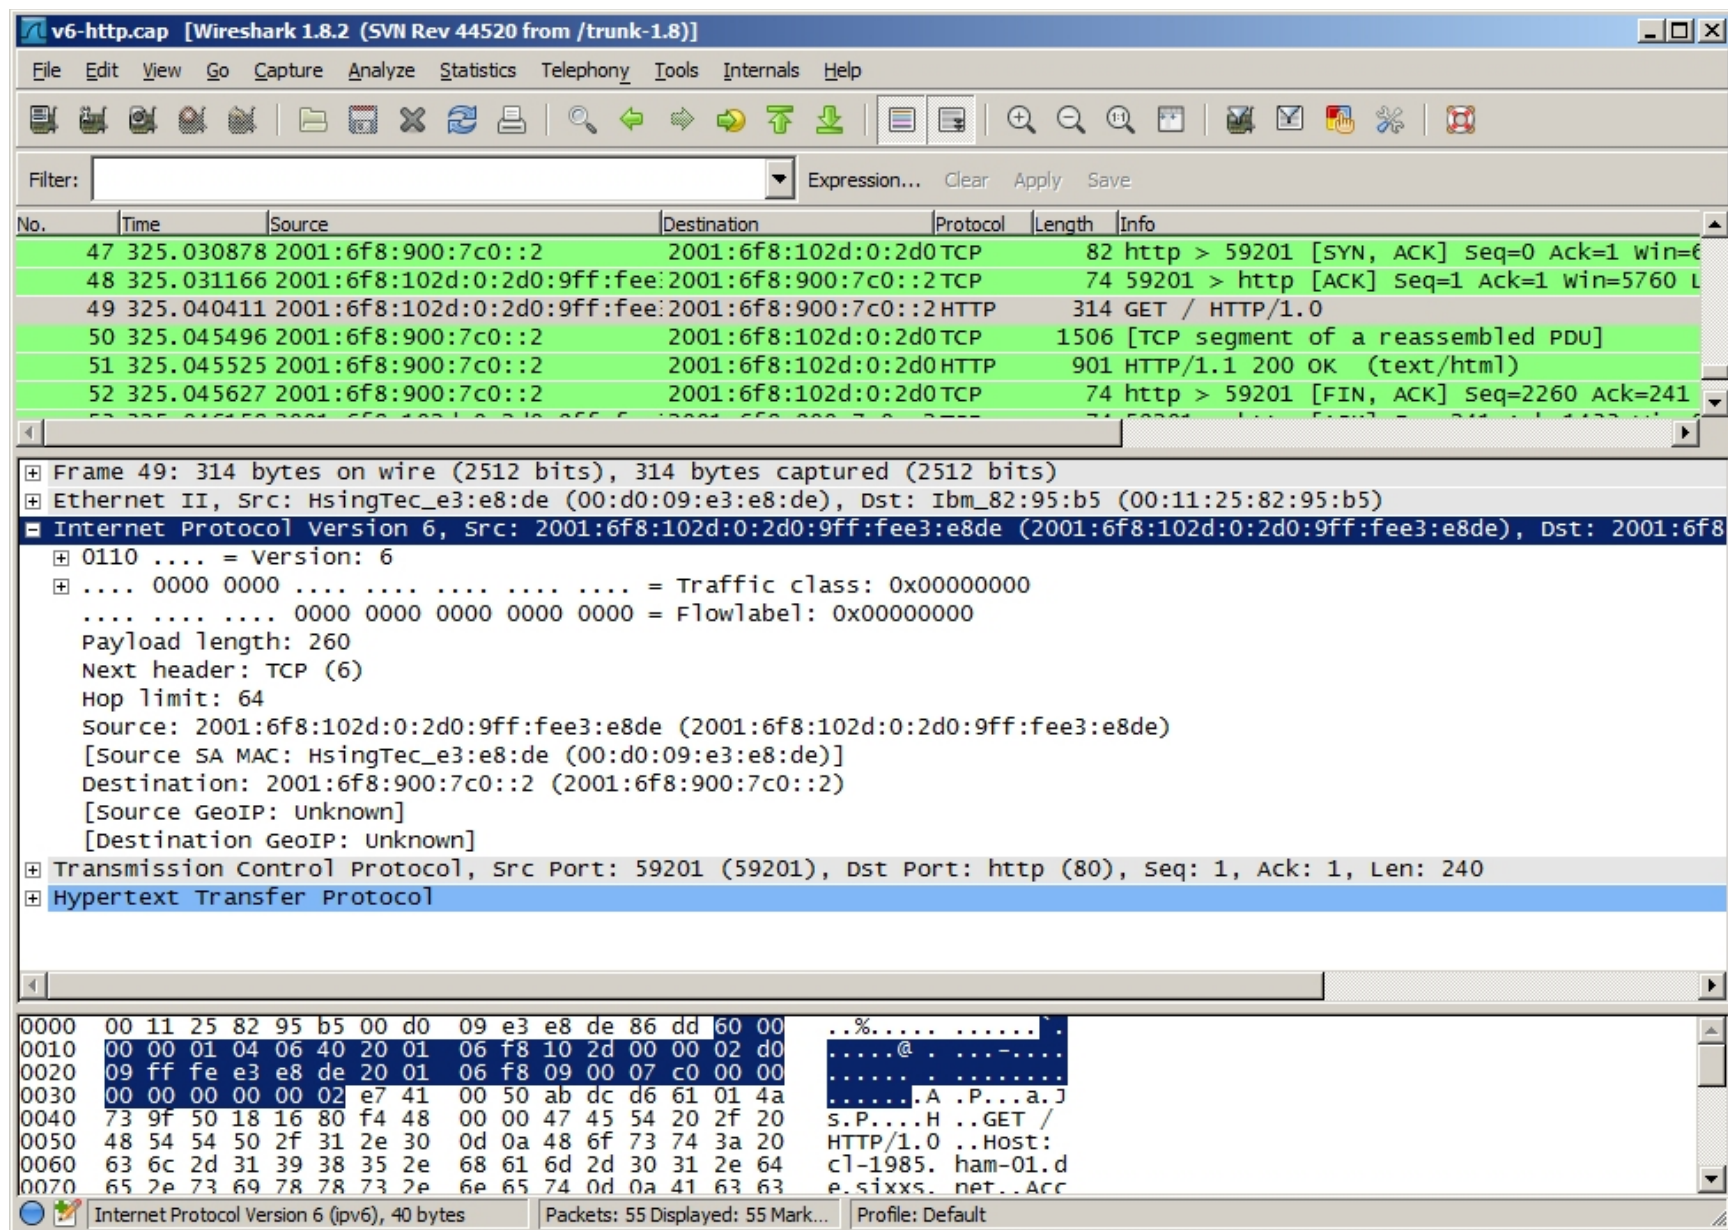 v6-http.cap [Wireshark 1.8.2 (SVN Rev 44520 from /trunk-1.8)]
File Edit View Go Capture Analyze Statistics Telephony Tools Internals Help
Filter: Expression... Clear Apply Save
No. Time Source Destination Protocol Length Info
47 325.030878 2001:6f8:900:7c0::2 2001:6f8:102d:0:2d0 TCP 82 http > 59201 [SYN, ACK] Seq=0 Ack=1 Win=6
48 325.031166 2001:6f8:102d:0:2d0:9ff:fee 2001:6f8:900:7c0::2 TCP 74 59201 > http [ACK] Seq=1 Ack=1 Win=5760 L
49 325.040411 2001:6f8:102d:0:2d0:9ff:fee 2001:6f8:900:7c0::2 HTTP 314 GET / HTTP/1.0
50 325.045496 2001:6f8:900:7c0::2 2001:6f8:102d:0:2d0 TCP 1506 [TCP segment of a reassembled PDU]
51 325.045525 2001:6f8:900:7c0::2 2001:6f8:102d:0:2d0 HTTP 901 HTTP/1.1 200 OK (text/html)
52 325.045627 2001:6f8:900:7c0::2 2001:6f8:102d:0:2d0 TCP 74 http > 59201 [FIN, ACK] Seq=2260 Ack=241
Frame 49: 314 bytes on wire (2512 bits), 314 bytes captured (2512 bits)
Ethernet II, Src: HsingTec_e3:e8:de (00:d0:09:e3:e8:de), Dst: Ibm_82:95:b5 (00:11:25:82:95:b5)
Internet Protocol Version 6, Src: 2001:6f8:102d:0:2d0:9ff:fee3:e8de (2001:6f8:102d:0:2d0:9ff:fee3:e8de), Dst: 2001:6f8
0110 .... = Version: 6
.... 0000 0000 .... .... .... .... .... = Traffic class: 0x00000000
.... .... .... 0000 0000 0000 0000 0000 = Flowlabel: 0x00000000
Payload length: 260
Next header: TCP (6)
Hop limit: 64
Source: 2001:6f8:102d:0:2d0:9ff:fee3:e8de (2001:6f8:102d:0:2d0:9ff:fee3:e8de)
[Source SA MAC: HsingTec_e3:e8:de (00:d0:09:e3:e8:de)]
Destination: 2001:6f8:900:7c0::2 (2001:6f8:900:7c0::2)
[Source GeoIP: Unknown]
[Destination GeoIP: Unknown]
Transmission Control Protocol, Src Port: 59201 (59201), Dst Port: http (80), Seq: 1, Ack: 1, Len: 240
Hypertext Transfer Protocol
0000 00 11 25 82 95 b5 00 d0 09 e3 e8 de 86 dd 60 00 ..%..... ......`.
0010 00 00 01 04 06 40 20 01 06 f8 10 2d 00 00 02 d0 .....@ . ...-....
0020 09 ff fe e3 e8 de 20 01 06 f8 09 00 07 c0 00 00 ...... . ........
0030 00 00 00 00 00 02 e7 41 00 50 ab dc d6 61 01 4a .......A .P...a.J
0040 73 9f 50 18 16 80 f4 48 00 00 47 45 54 20 2f 20 s.P....H ..GET /
0050 48 54 54 50 2f 31 2e 30 0d 0a 48 6f 73 74 3a 20 HTTP/1.0 ..Host:
0060 63 6c 2d 31 39 38 35 2e 68 61 6d 2d 30 31 2e 64 cl-1985. ham-01.d
0070 65 2e 73 69 78 78 73 2e 6e 65 74 0d 0a 41 63 63 e.sixxs. net..Acc
Internet Protocol Version 6 (ipv6), 40 bytes Packets: 55 Displayed: 55 Mark... Profile: Default